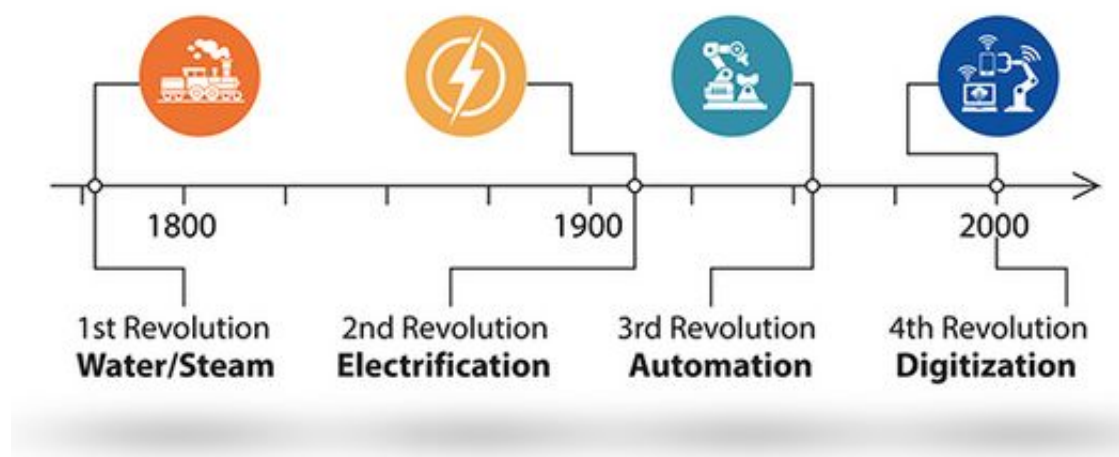 1800
1900
2000
1st Revolution
Water/Steam
2nd Revolution
Electrification
3rd Revolution
Automation
4th Revolution
Digitization